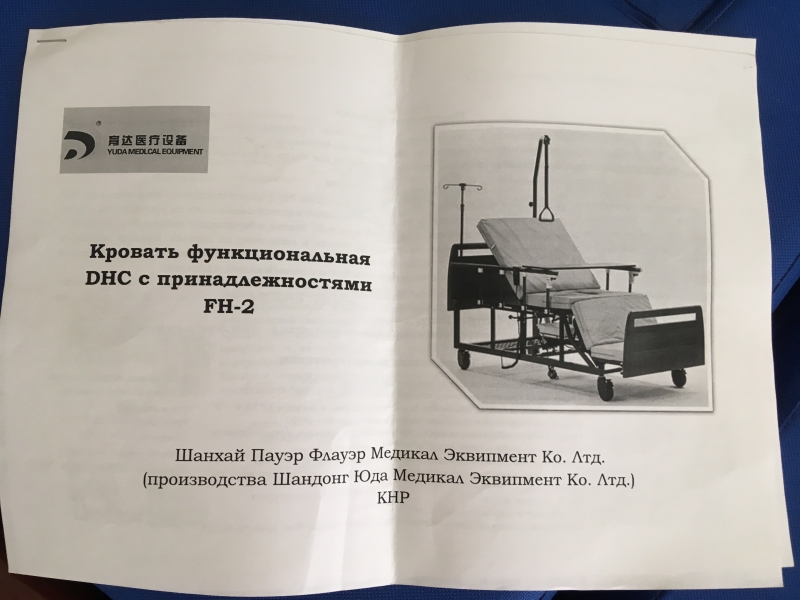 ®
育达医疗设备
YUDA MEDLCAL EQUIPMENT
Кровать функциональная
DHC с принадлежностями
FH-2
Шанхай Пауэр Флауэр Медикал Эквипмент Ко. Лтд.
(производства Шандонг Юда Медикал Эквипмент Ко. Лтд.)
КНР